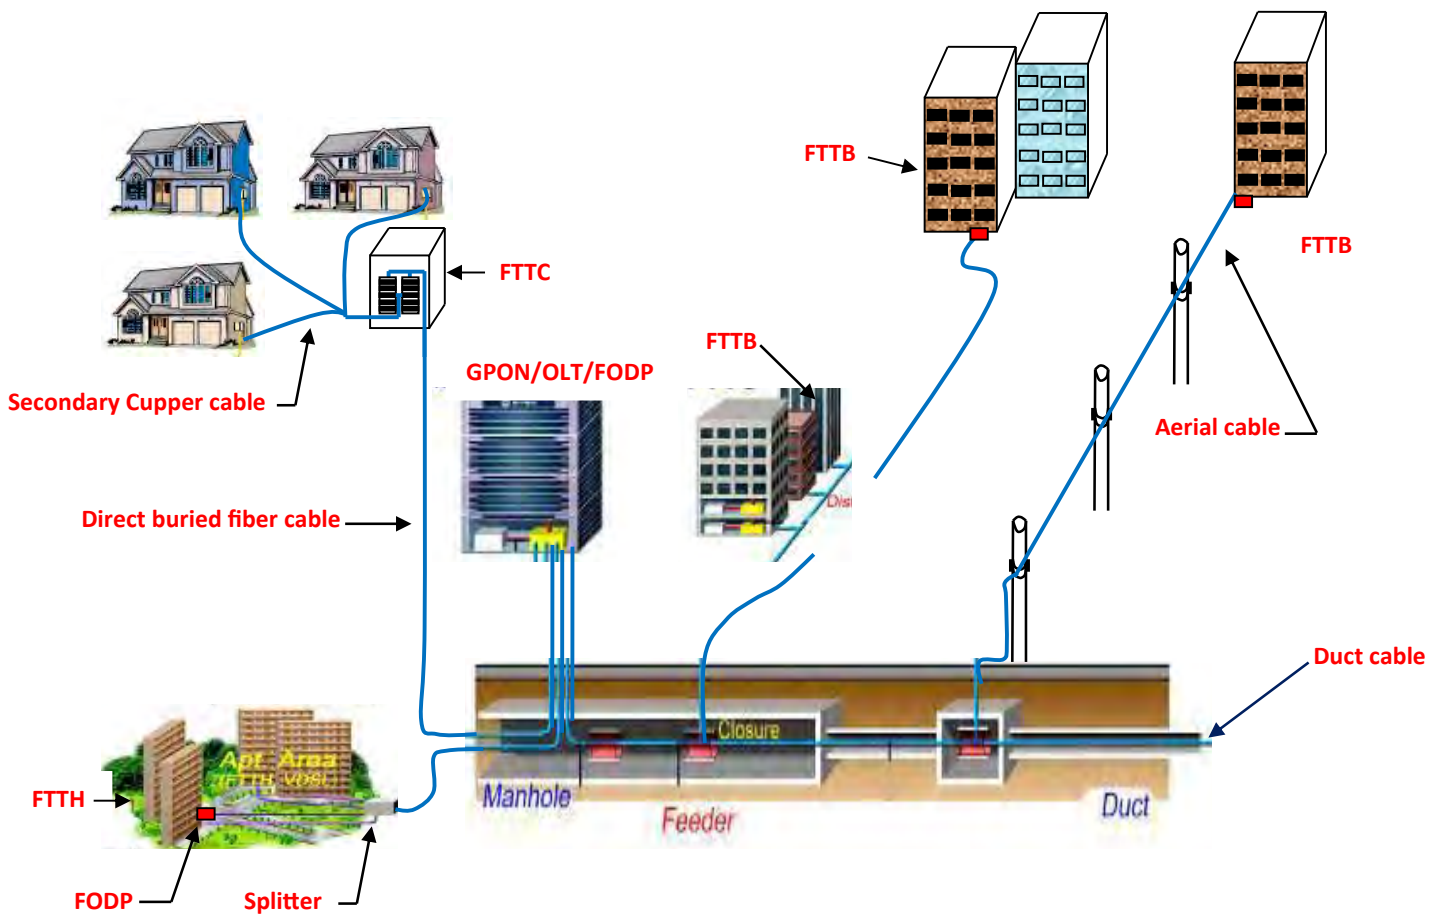 FTTB
FTTB
FTTC
FTTB
GPON/OLT/FODP
Secondary Cupper cable
Aerial cable
Dis
Direct buried fiber cable
Duct cable
Closure
Apt Area
FTTH
Manhole
Duct
Feeder
FODP
Splitter